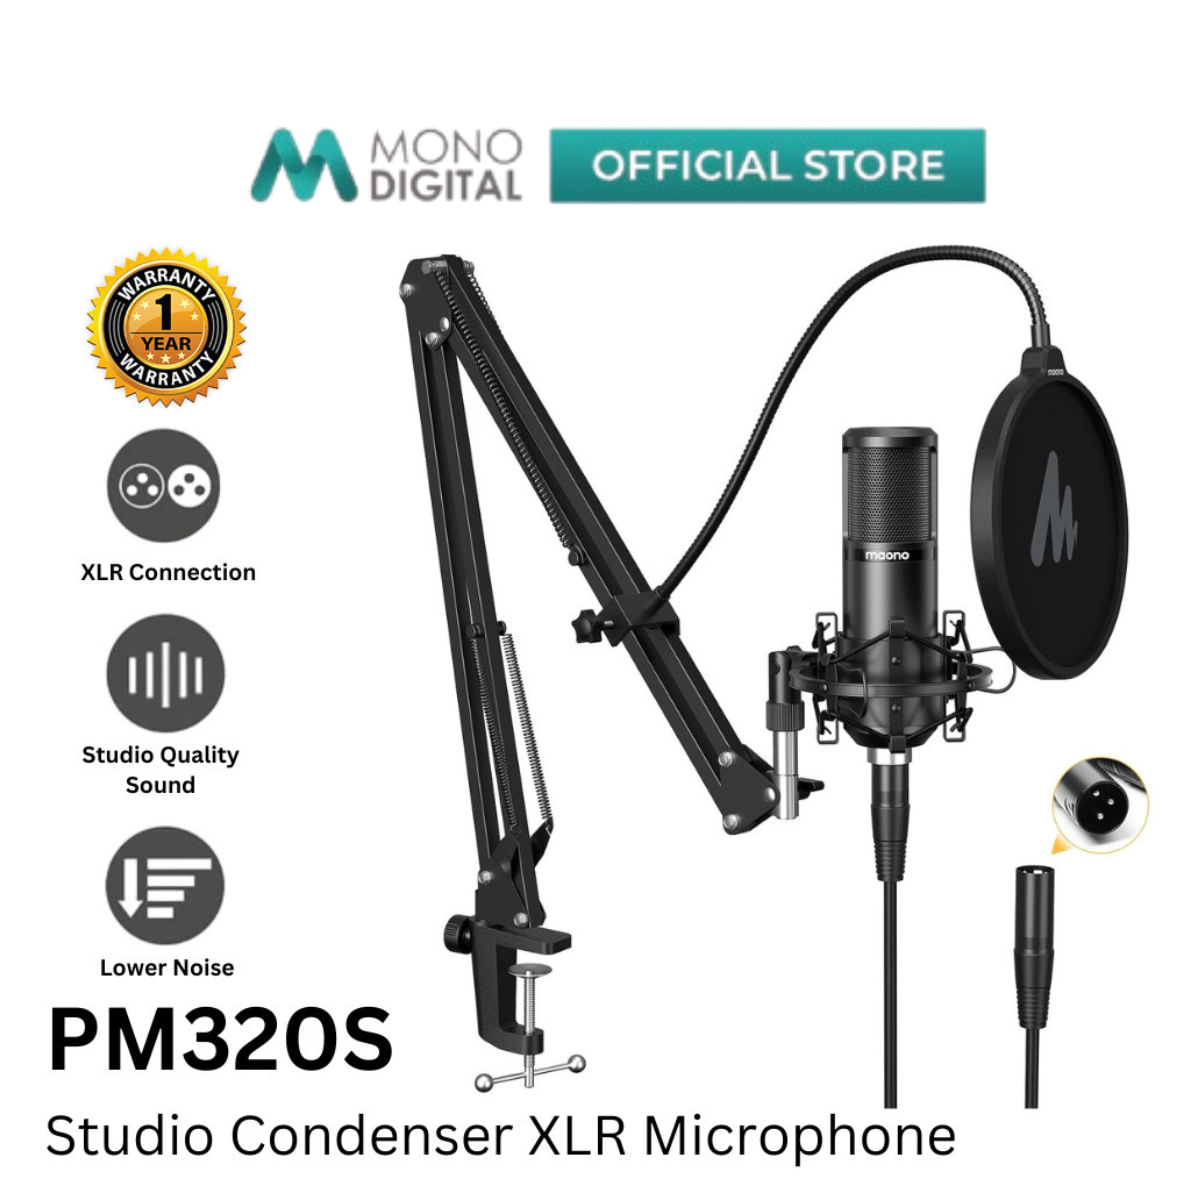 MONO
DIGITAL
OFFICIAL STORE
WARRANTY
1
YEAR
WARRANTY
XLR Connection
Studio Quality
Sound
Lower Noise
maono
maono
PM320S
Studio Condenser XLR Microphone